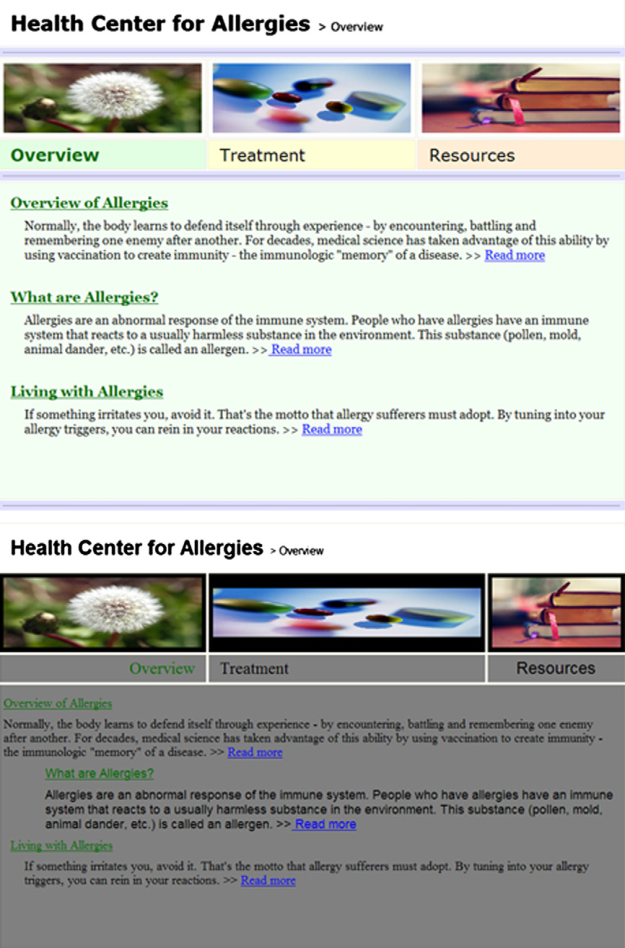 Health Center for Allergies > Overview
Overview Treatment Resources
Overview of Allergies
Normally, the body learns to defend itself through experience - by encountering, battling and
remembering one enemy after another. For decades, medical science has taken advantage of this ability by
using vaccination to create immunity - the immunologic "memory" of a disease. >> Read more
What are Allergies?
Allergies are an abnormal response of the immune system. People who have allergies have an immune
system that reacts to a usually harmless substance in the environment. This substance (pollen, mold,
animal dander, etc.) is called an allergen. >> Read more
Living with Allergies
If something irritates you, avoid it. That's the motto that allergy sufferers must adopt. By tuning into your
allergy triggers, you can rein in your reactions. >> Read more
Health Center for Allergies > Overview
Overview Treatment Resources
Overview of Allergies
Normally, the body learns to defend itself through experience - by encountering, battling and remembering one enemy
after another. For decades, medical science has taken advantage of this ability by using vaccination to create immunity -
the immunologic "memory" of a disease. >> Read more
What are Allergies?
Allergies are an abnormal response of the immune system. People who have allergies have an immune
system that reacts to a usually harmless substance in the environment. This substance (pollen, mold,
animal dander, etc.) is called an allergen. >> Read more
Living with Allergies
If something irritates you, avoid it. That's the motto that allergy sufferers must adopt. By tuning into your allergy
triggers, you can rein in your reactions. >> Read more